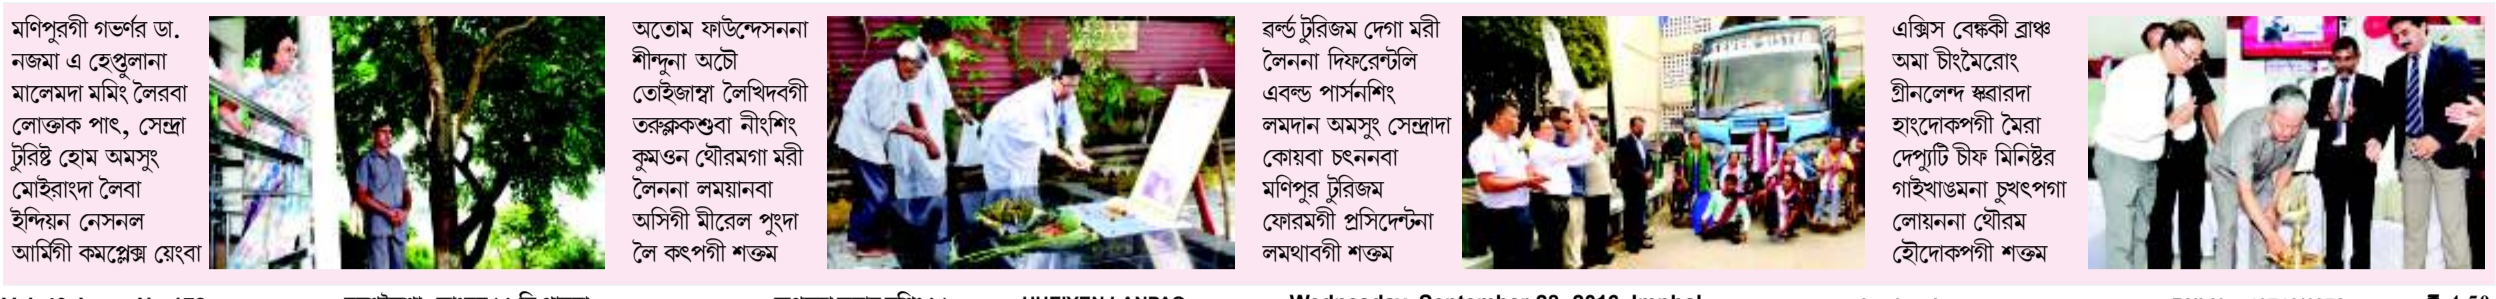 মণিপুরগী গভর্ণর ডা.
নজমা এ হেপ্তুলানা
মালেমদা মমিং লৈরবা
লোক্তাক পাৎ, সেন্দ্রা
টুরিষ্ট হোম অমসুং
মোইরাংদা লৈবা
ইন্দিয়ন নেসনল
আর্মিগী কমপ্লেক্স য়েংবা
অতোম ফাউন্দেসননা
শীন্দুনা অচৌ
তোইজাম্বা লৈখিদবগী
তরুক্লকশুবা নীংশিং
কুমওন থৌরমগা মরী
লৈননা লময়ানবা
অসিগী মীরেল পুংদা
লৈ কৎপগী শক্তম
ৱর্ল্ড টুরিজম দেগা মরী
লৈননা দিফরেন্টলি
এবল্ড পার্সনশিং
লমদান অমসুং সেন্দ্রাদা
কোয়বা চৎননবা
মণিপুর টুরিজম
ফোরমগী প্রসিদেন্টনা
লমথাবগী শক্তম
এক্সিস বেঙ্ককী ব্রাঞ্চ
অমা চীংমৈরোং
গ্রীনলেন্দ স্ক্বারদা
হাংদোকপগী মৈরা
দেপ্যুটি চীফ মিনিষ্টর
গাইখাঙমনা চুখৎপগা
লোয়ননা থৌরম
হৌদোকপগী শক্তম